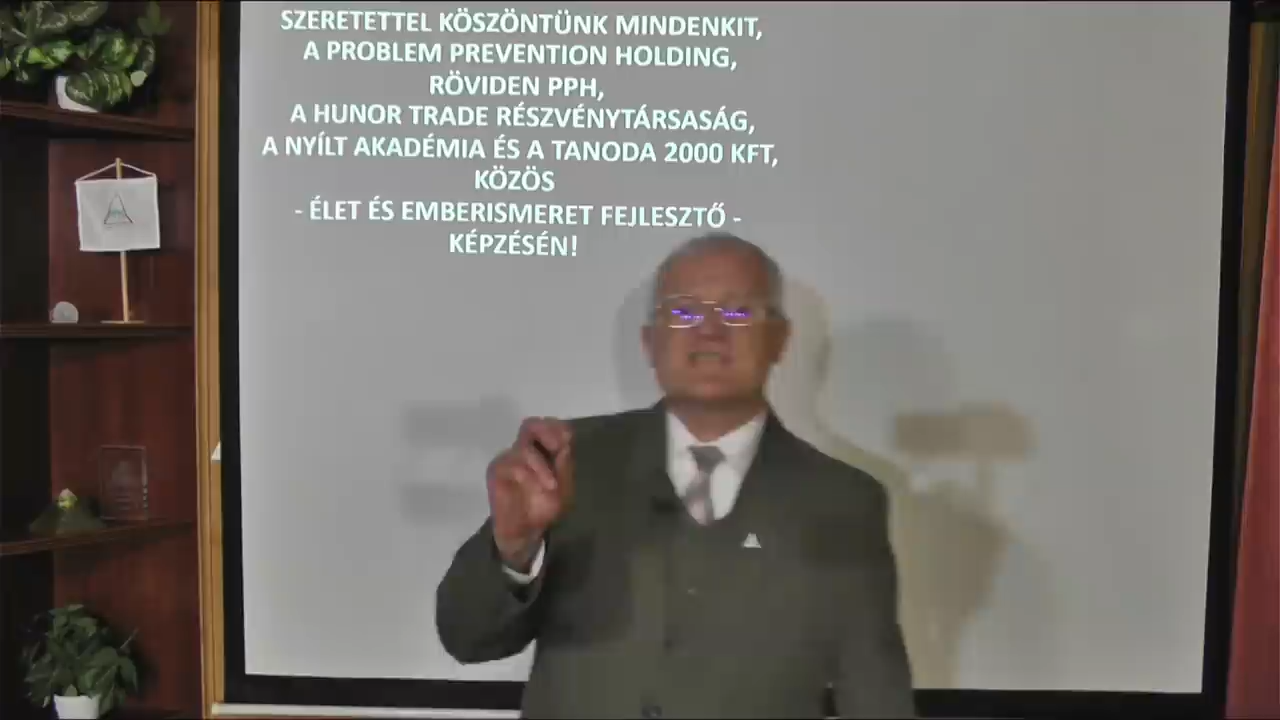 SZERETETTEL KÖSZÖNTÜNK MINDENKIT,
A PROBLEM PREVENTION HOLDING,
RÖVIDEN PPH,
A HUNOR TRADE RÉSZVÉNYTÁRSASÁG,
A NYÍLT AKADÉMIA ÉS A TANODA 2000 KFT,
KÖZÖS
- ÉLET ÉS EMBERISMERET FEJLESZTŐ -
KÉPZÉSÉN!